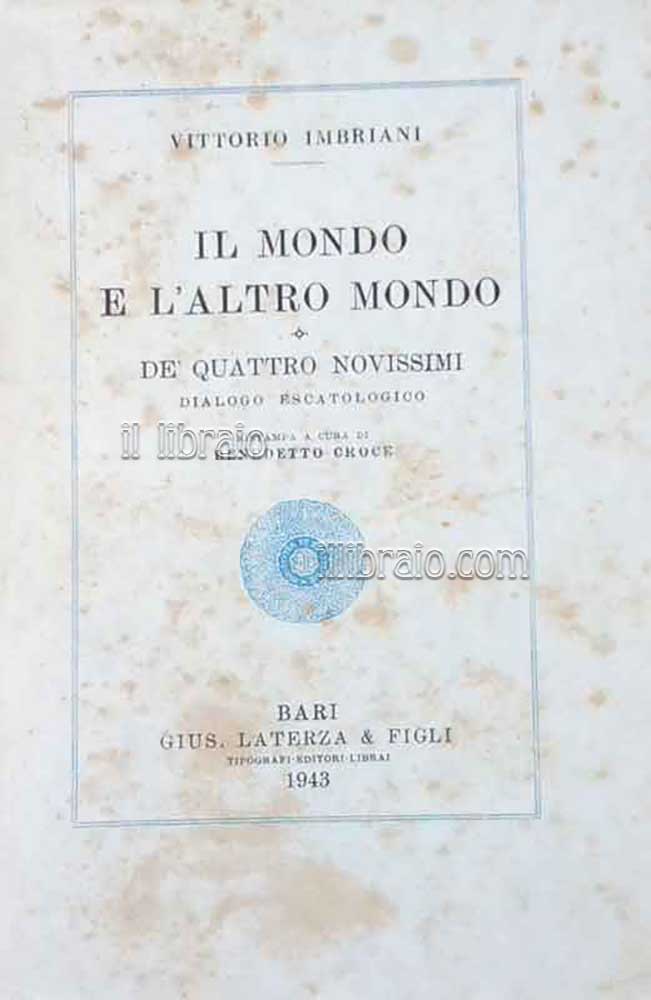 VITTORIO IMBRIANI
IL MONDO
E L'ALTRO MONDO
DE' QUATTRO NOVISSIMI
DIALOGO ESCATOLOGICO
il libraio
A CURA DI
BENEDETTO CROCE
illibraio.com
BARI
GIUS. LATERZA & FIGLI
TIPOGRAFI-EDITORI-LIBRAI
1943